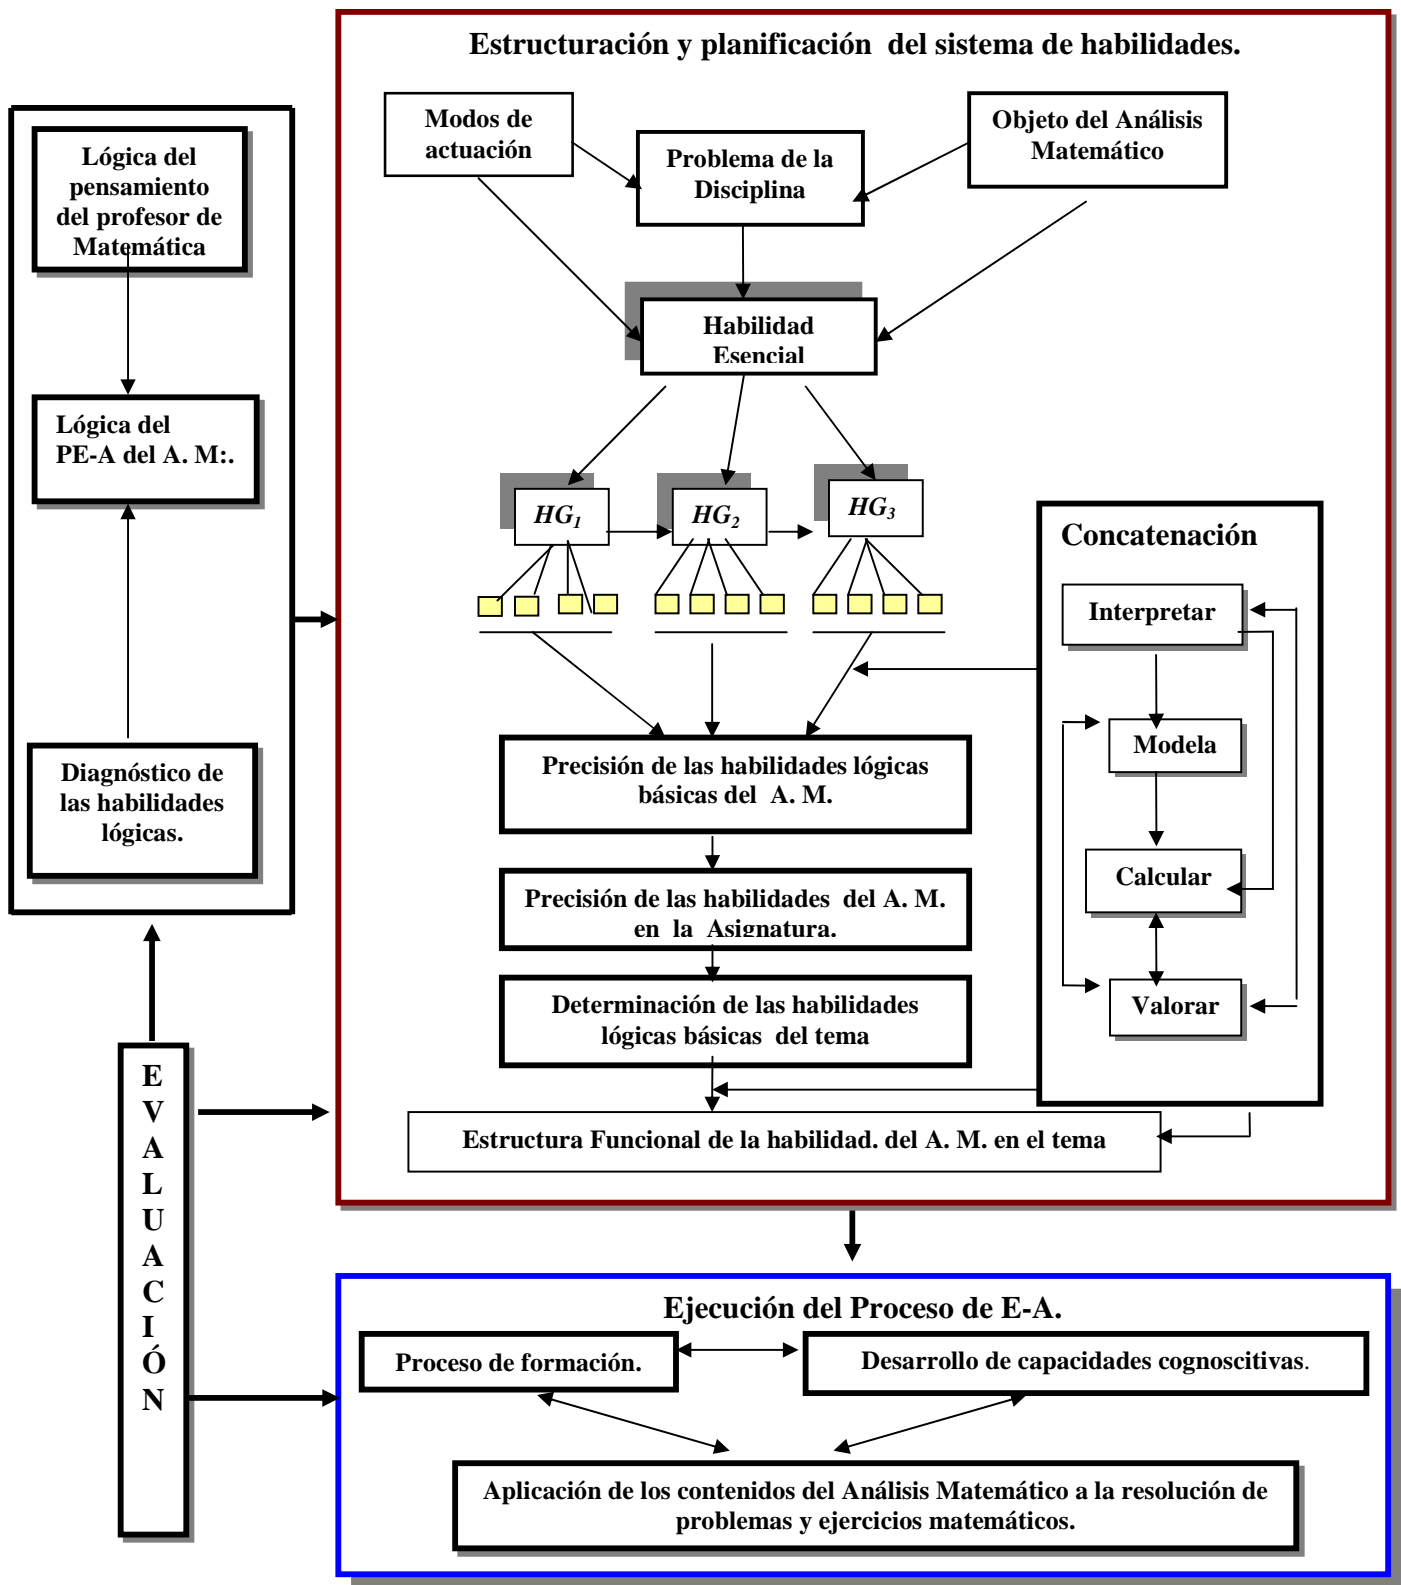 Estructuración y planificación del sistema de habilidades.
Lógica del
pensamiento
del profesor de
Matemática
Lógica del
PE-A del A. M:.
Diagnóstico de
las habilidades
lógicas.
Modos de
actuación
Problema de la
Disciplina
Objeto del Análisis
Matemático
Habilidad
Esencial
HG1
HG2
HG3
Concatenación
Interpretar
Modela
Calcular
Valorar
Precisión de las habilidades lógicas
básicas del A. M.
Precisión de las habilidades del A. M.
en la Asignatura.
Determinación de las habilidades
lógicas básicas del tema
Estructura Funcional de la habilidad. del A. M. en el tema
E
V
A
L
U
A
C
I
Ó
N
Ejecución del Proceso de E-A.
Proceso de formación.
Desarrollo de capacidades cognoscitivas.
Aplicación de los contenidos del Análisis Matemático a la resolución de
problemas y ejercicios matemáticos.